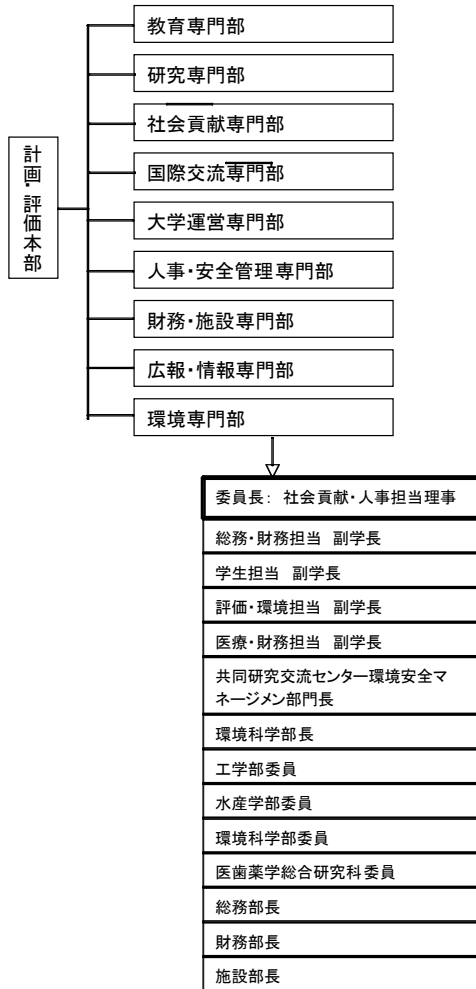 教育専門部
研究専門部
社会貢献専門部
国際交流専門部
計画・評価本部
大学運営専門部
人事・安全管理専門部
財務・施設専門部
広報・情報専門部
環境専門部
委員長： 社会貢献・人事担当理事
総務・財務担当　副学長
学生担当　副学長
評価・環境担当　副学長
医療・財務担当　副学長
共同研究交流センター環境安全マ
ネージメン部門長
環境科学部長
工学部委員
水産学部委員
環境科学部委員
医歯薬学総合研究科委員
総務部長
財務部長
施設部長